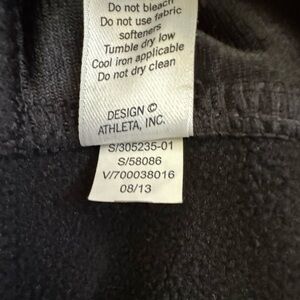 Do not bleach
Do not use fabric
softeners
Tumble dry low
Cool iron applicable
Do not dry clean
DESIGN ©
ATHLETA, INC.
S/305235-01
S/58086
V/700038016
08/13